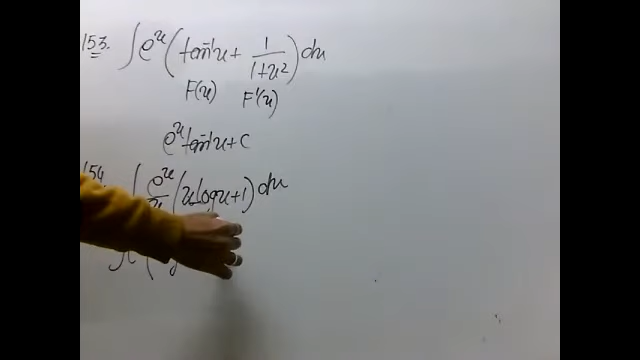 153. ∫ e^x (tan⁻¹x + 1/(1+x²)) dx
F(x) F'(x)
e^x tan⁻¹x + C
154. ∫ e^x/x (x log x + 1) dx
∫ (